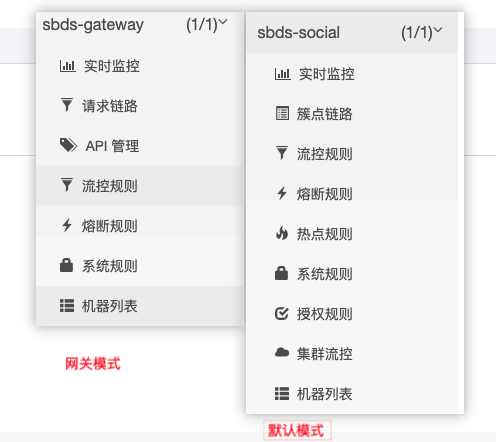 sbds-gateway (1/1)
实时监控
请求链路
API 管理
流控规则
熔断规则
系统规则
机器列表
网关模式
sbds-social (1/1)
实时监控
簇点链路
流控规则
熔断规则
热点规则
系统规则
授权规则
集群流控
机器列表
默认模式